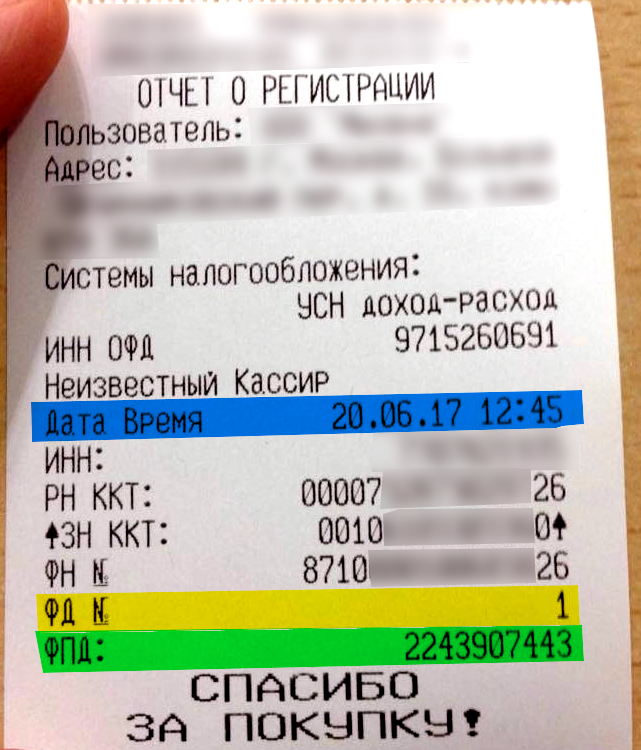 ОТЧЕТ О РЕГИСТРАЦИИ
Пользователь:
Адрес:
Системы налогообложения:
УСН доход-расход
ИНН ОФД 9715260691
Неизвестный Кассир
Дата Время 20.06.17 12:45
ИНН:
РН ККТ: 00007 26
↑ЗН ККТ: 0010 0↑
ФН № 8710 26
ФД № 1
ФПД: 2243907443
СПАСИБО
ЗА ПОКУПКУ!